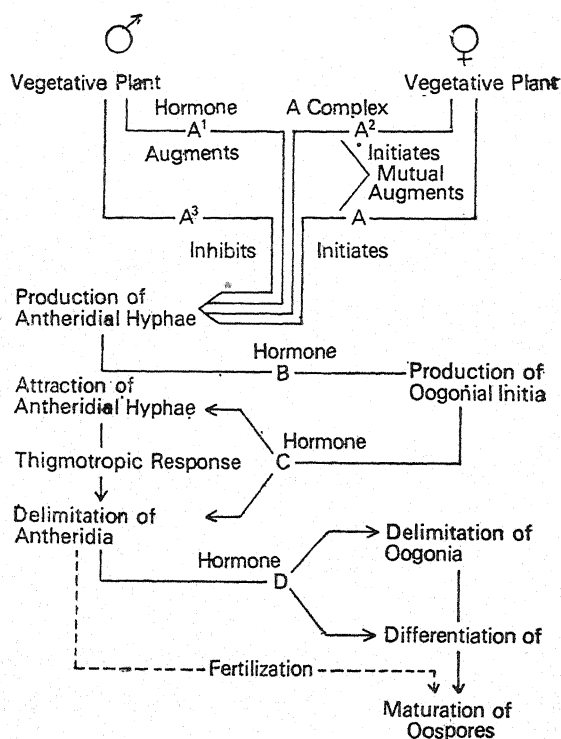 ♂ ♀
Vegetative Plant Vegetative Plant
Hormone A Complex
A¹ A²
Augments Initiates
Mutual
Augments
A³ A
Inhibits Initiates
Production of
Antheridial Hyphae
Hormone
B
Production of
Oogonial Initia
Attraction of
Antheridial Hyphae
Hormone
C
Thigmotropic Response
Delimitation of
Antheridia
Hormone
D
Delimitation of
Oogonia
Differentiation of
Fertilization
Maturation of
Oospores